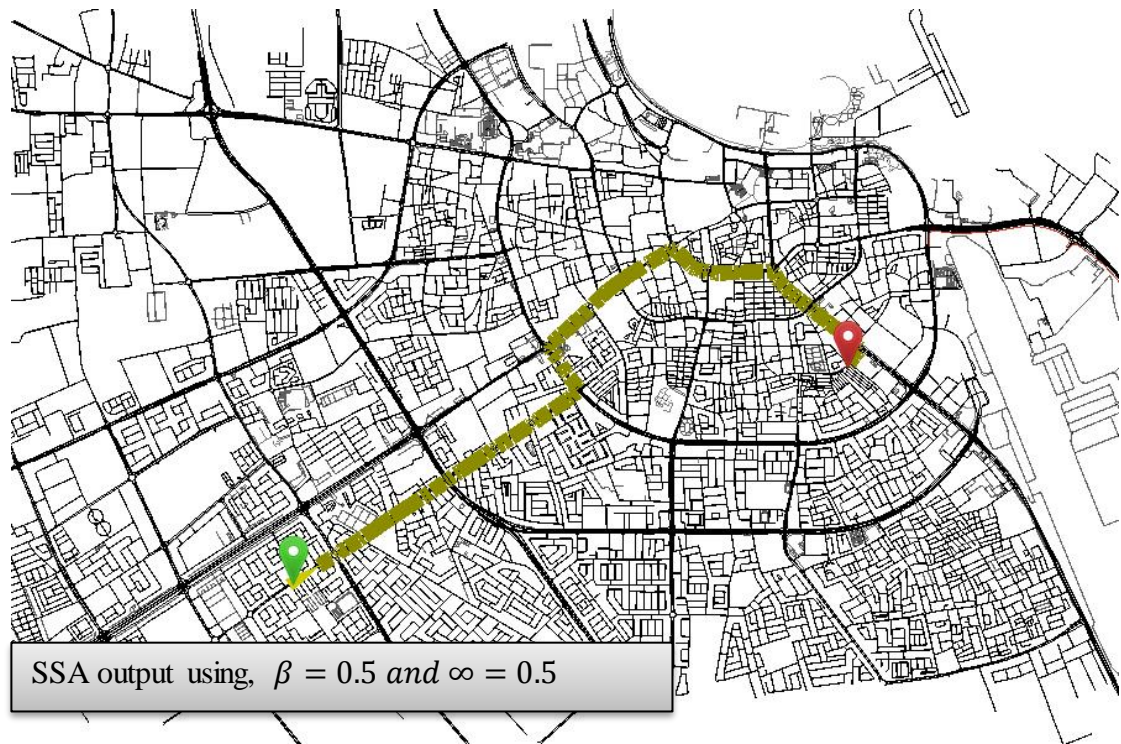 SSA output using, β = 0.5 and ∞ = 0.5